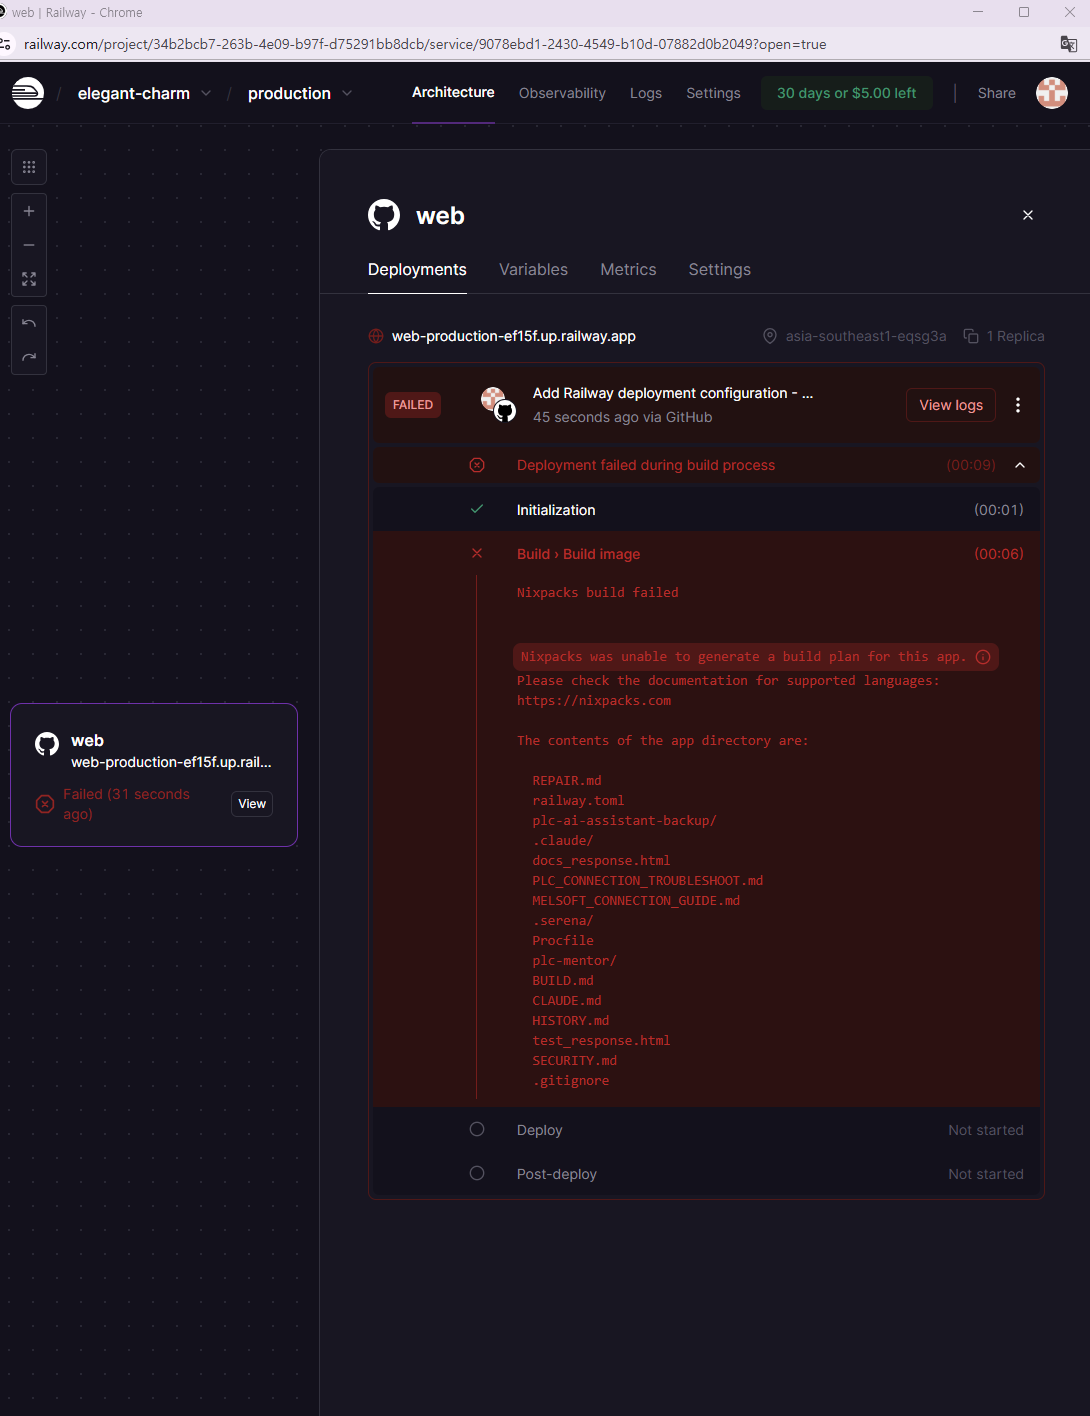 web | Railway - Chrome
railway.com/project/34b2bcb7-263b-4e09-b97f-d75291bb8dcb/service/9078ebd1-2430-4549-b10d-07882d0b2049?open=true
/ elegant-charm / production Architecture Observability Logs Settings 30 days or $5.00 left | Share
web
Deployments Variables Metrics Settings
web-production-ef15f.up.railway.app asia-southeast1-eqsg3a 1 Replica
FAILED Add Railway deployment configuration - ... View logs
45 seconds ago via GitHub
Deployment failed during build process (00:09)
Initialization (00:01)
Build › Build image (00:06)
Nixpacks build failed
Nixpacks was unable to generate a build plan for this app.
Please check the documentation for supported languages:
https://nixpacks.com
The contents of the app directory are:
REPAIR.md
railway.toml
plc-ai-assistant-backup/
.claude/
docs_response.html
PLC_CONNECTION_TROUBLESHOOT.md
MELSOFT_CONNECTION_GUIDE.md
.serena/
Procfile
plc-mentor/
BUILD.md
CLAUDE.md
HISTORY.md
test_response.html
SECURITY.md
.gitignore
Deploy Not started
Post-deploy Not started
web
web-production-ef15f.up.rail...
Failed (31 seconds
ago)
View